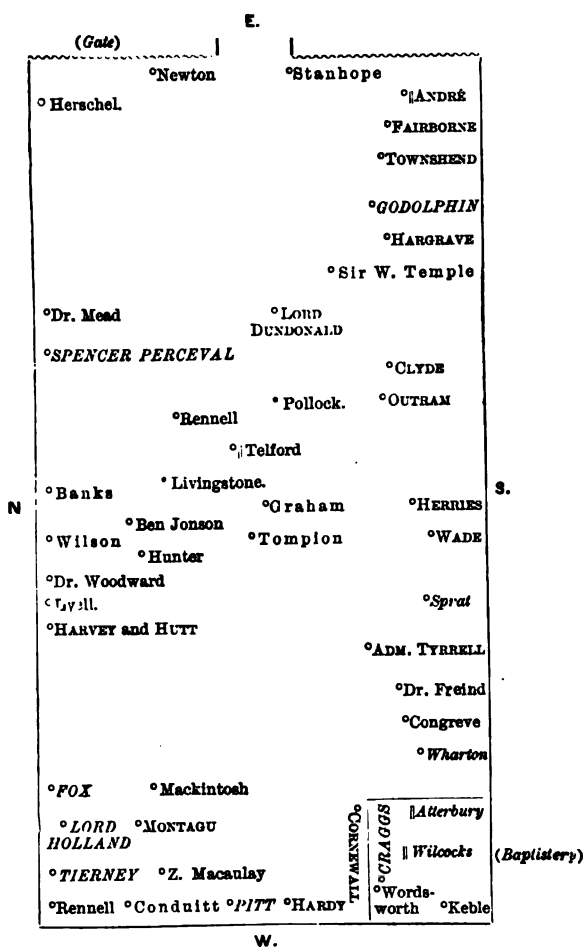 E.
(Gate)
°Newton °Stanhope
°Herschel. °ANDRÉ
°FAIRBORNE
°TOWNSHEND
°GODOLPHIN
°HARGRAVE
°Sir W. Temple
°Dr. Mead °LORD
DUNDONALD
°SPENCER PERCEVAL
°CLYDE
•Pollock. °OUTRAM
°Rennell
°Telford
°Banks •Livingstone. S.
N °Graham °HERRIES
°Ben Jonson
°Wilson °Tompion °WADE
°Hunter
°Dr. Woodward
°Lyell. °Sprat
°HARVEY and HUTT
°ADM. TYRRELL
°Dr. Freind
°Congreve
°Wharton
°FOX °Mackintosh
°CORNEWALL °CRAGGS Atterbury
°LORD °MONTAGU
HOLLAND
Wilcocks (Baptistery)
°TIERNEY °Z. Macaulay
°Words-
°Rennell °Conduitt °PITT °HARDY worth °Keble
W.